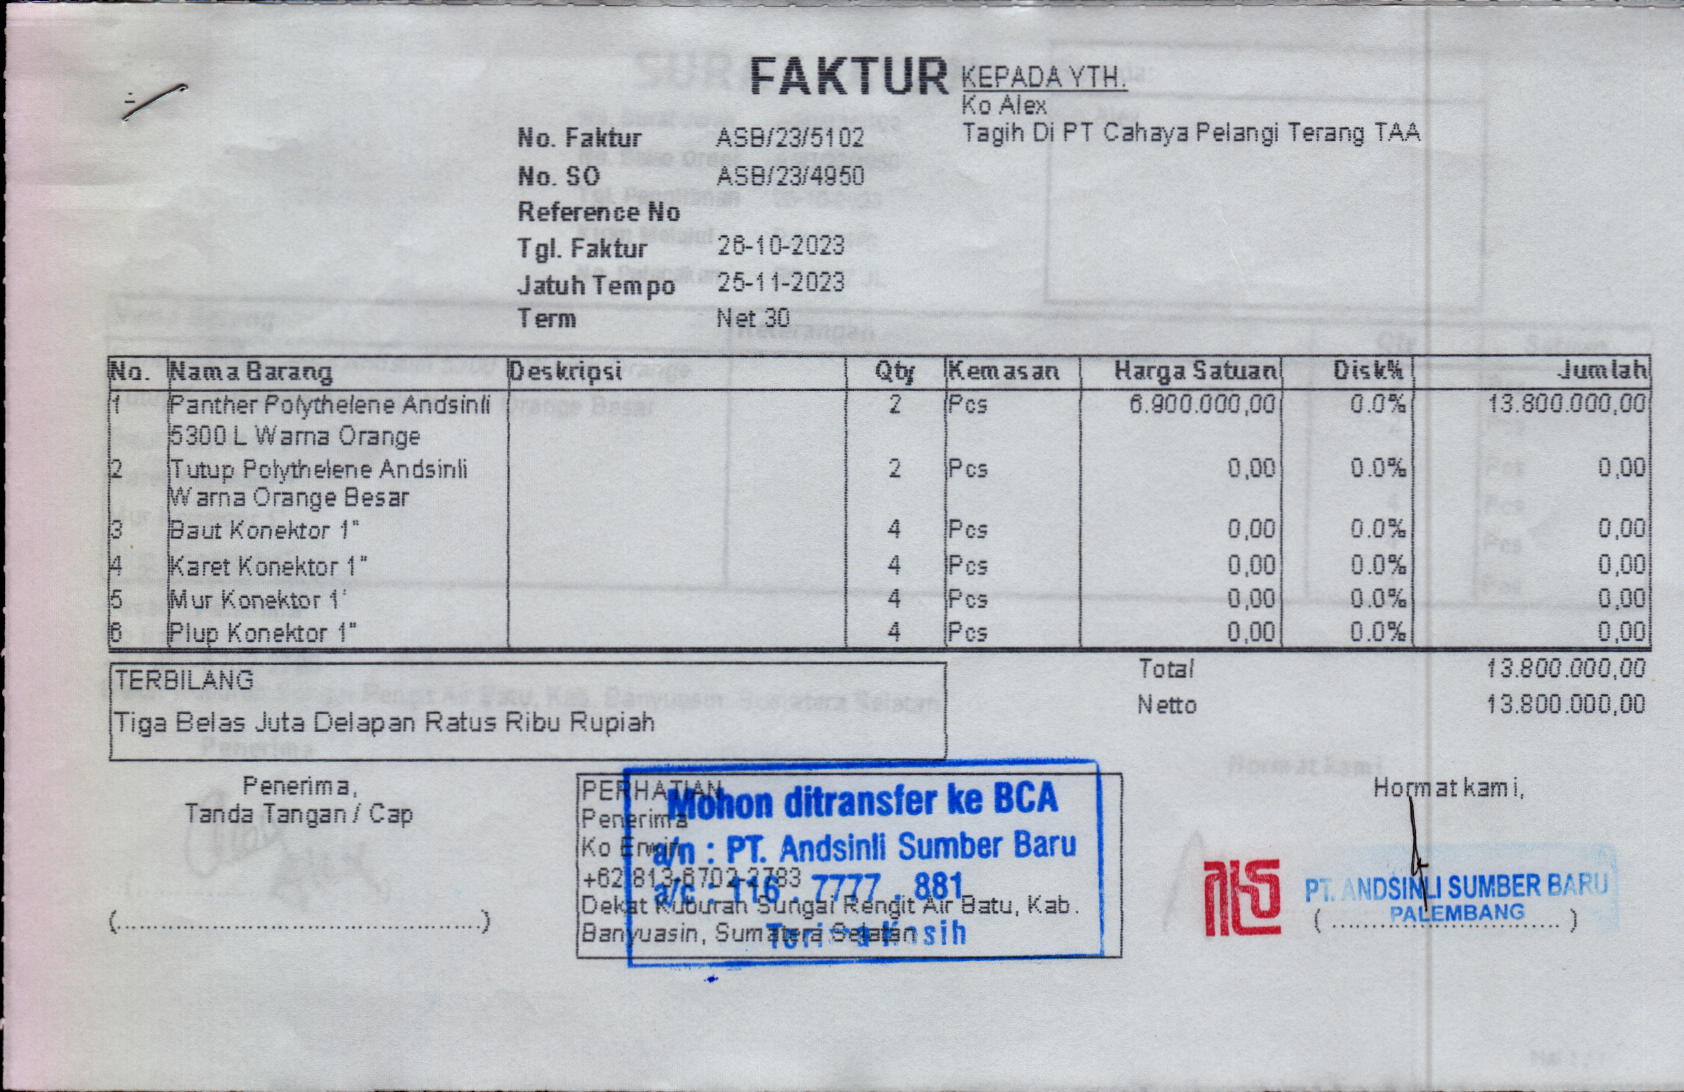 FAKTUR
KEPADA YTH.
Ko Alex
Tagih Di PT Cahaya Pelangi Terang TAA
No. Faktur ASB/23/5102
No. SO ASB/23/4950
Reference No
Tgl. Faktur 26-10-2023
Jatuh Tempo 25-11-2023
Term Net 30
No. Nama Barang Deskripsi Qty Kemasan Harga Satuan Disk% Jumlah
1 Panther Polythelene Andsinli 2 Pcs 6.900.000,00 0.0% 13.800.000,00
5300 L Warna Orange
2 Tutup Polythelene Andsinli 2 Pcs 0,00 0.0% 0,00
Warna Orange Besar
3 Baut Konektor 1" 4 Pcs 0,00 0.0% 0,00
4 Karet Konektor 1" 4 Pcs 0,00 0.0% 0,00
5 Mur Konektor 1' 4 Pcs 0,00 0.0% 0,00
6 Plup Konektor 1" 4 Pcs 0,00 0.0% 0,00
Total 13.800.000,00
Netto 13.800.000,00
TERBILANG
Tiga Belas Juta Delapan Ratus Ribu Rupiah
Penerima,
Tanda Tangan / Cap
(..............................................)
PERHATIAN
Penerima
Ko
+62 813-6702-2783
Dekat Kuburan Sungai Rengit Air Batu, Kab.
Banyuasin, Sumatera Selatan
Mohon ditransfer ke BCA
a/n : PT. Andsinli Sumber Baru
a/c : 116 . 7777 . 881
Terima Kasih
Hormat kami,
PT. ANDSINLI SUMBER BARU
PALEMBANG
(.............................)